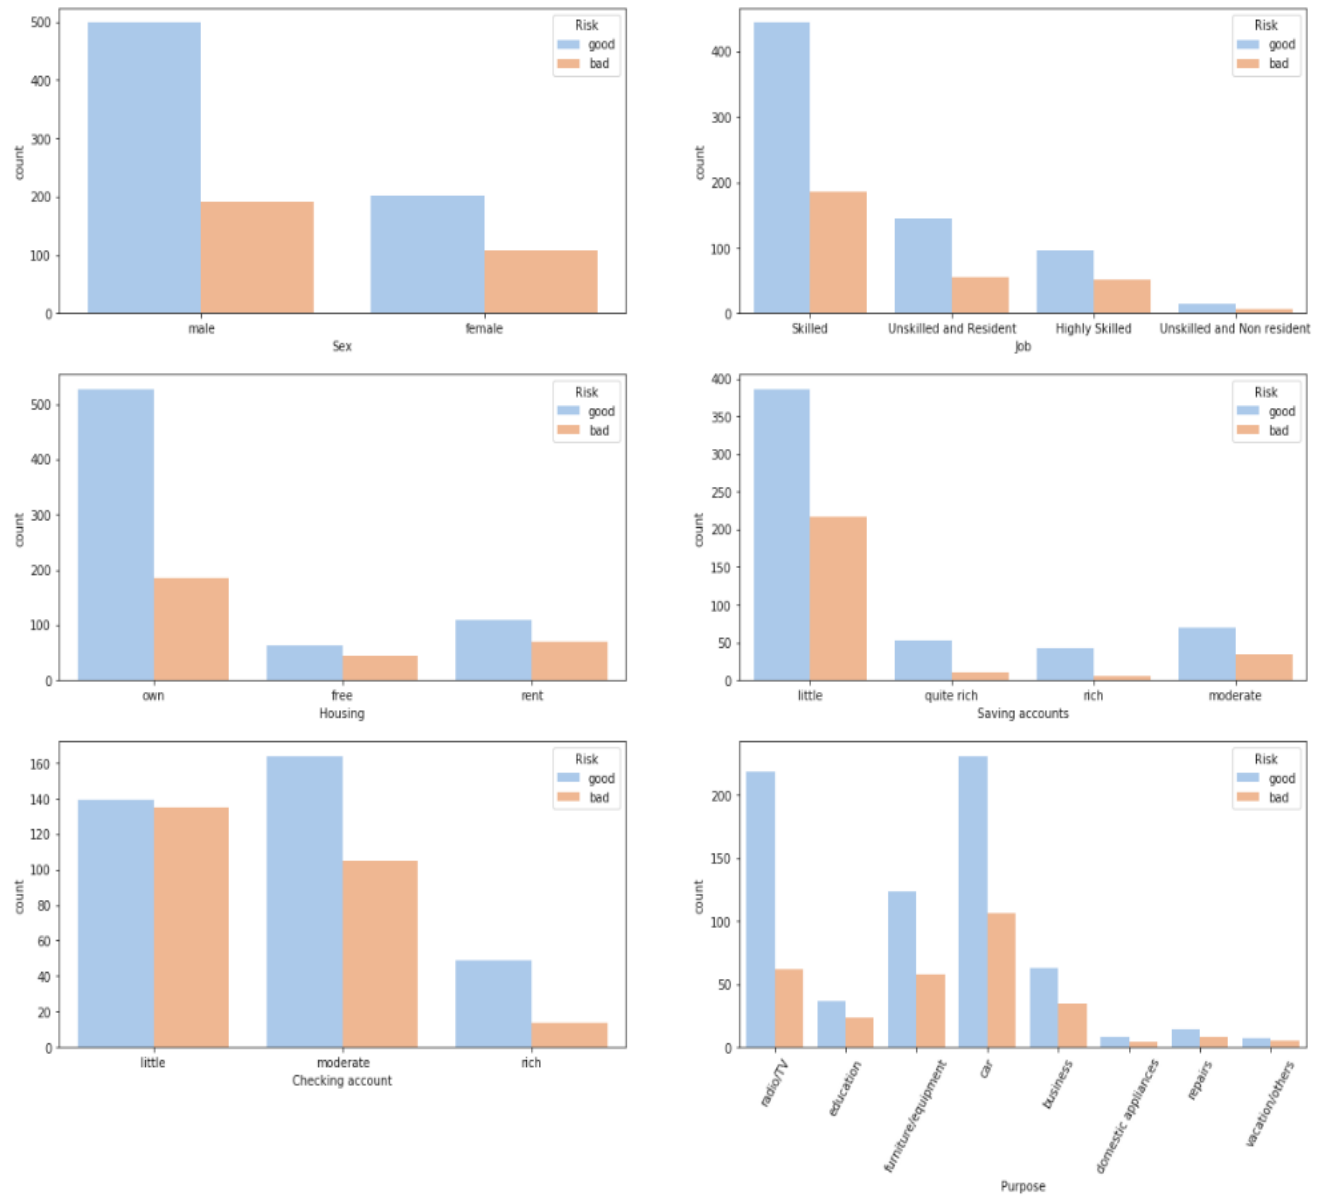 500
400
300
200
100
0
count
male
female
Sex
Risk
good
bad
400
300
200
100
0
count
Skilled
Unskilled and Resident
Highly Skilled
Unskilled and Non resident
Job
Risk
good
bad
500
400
300
200
100
0
count
own
free
rent
Housing
Risk
good
bad
400
350
300
250
200
150
100
50
0
count
little
quite rich
rich
moderate
Saving accounts
Risk
good
bad
160
140
120
100
80
60
40
20
0
count
little
moderate
rich
Checking account
Risk
good
bad
200
150
100
50
0
count
radio/TV
education
furniture/equipment
car
business
domestic appliances
repairs
vacation/others
Purpose
Risk
good
bad